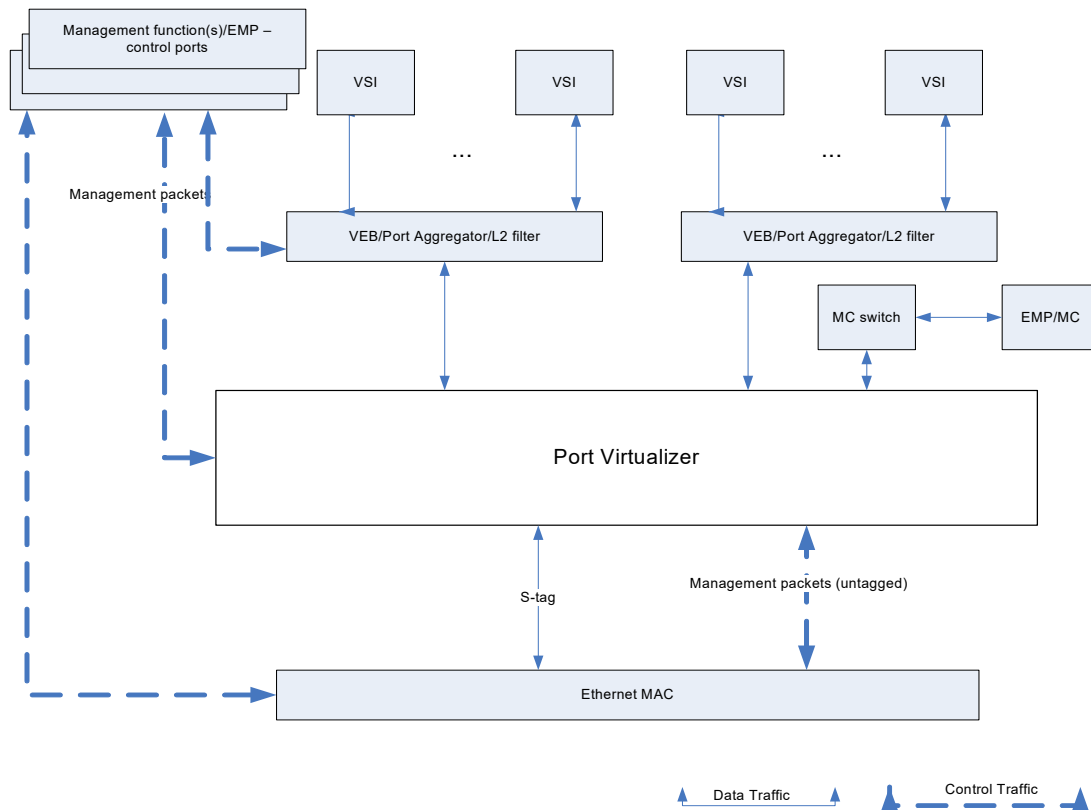 Management function(s)/EMP –
control ports
VSI
VSI
VSI
VSI
...
...
Management packets
VEB/Port Aggregator/L2 filter
VEB/Port Aggregator/L2 filter
MC switch
EMP/MC
Port Virtualizer
Management packets (untagged)
S-tag
Ethernet MAC
Data Traffic
Control Traffic